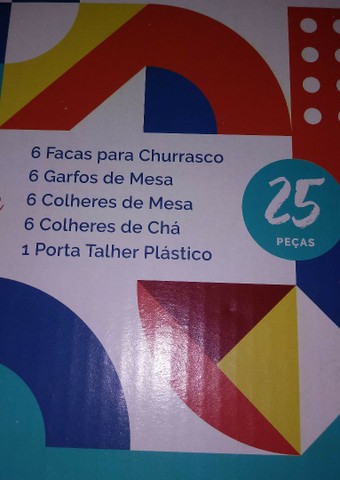 6 Facas para Churrasco
6 Garfos de Mesa
6 Colheres de Mesa
6 Colheres de Chá
1 Porta Talher Plástico
25
PEÇAS